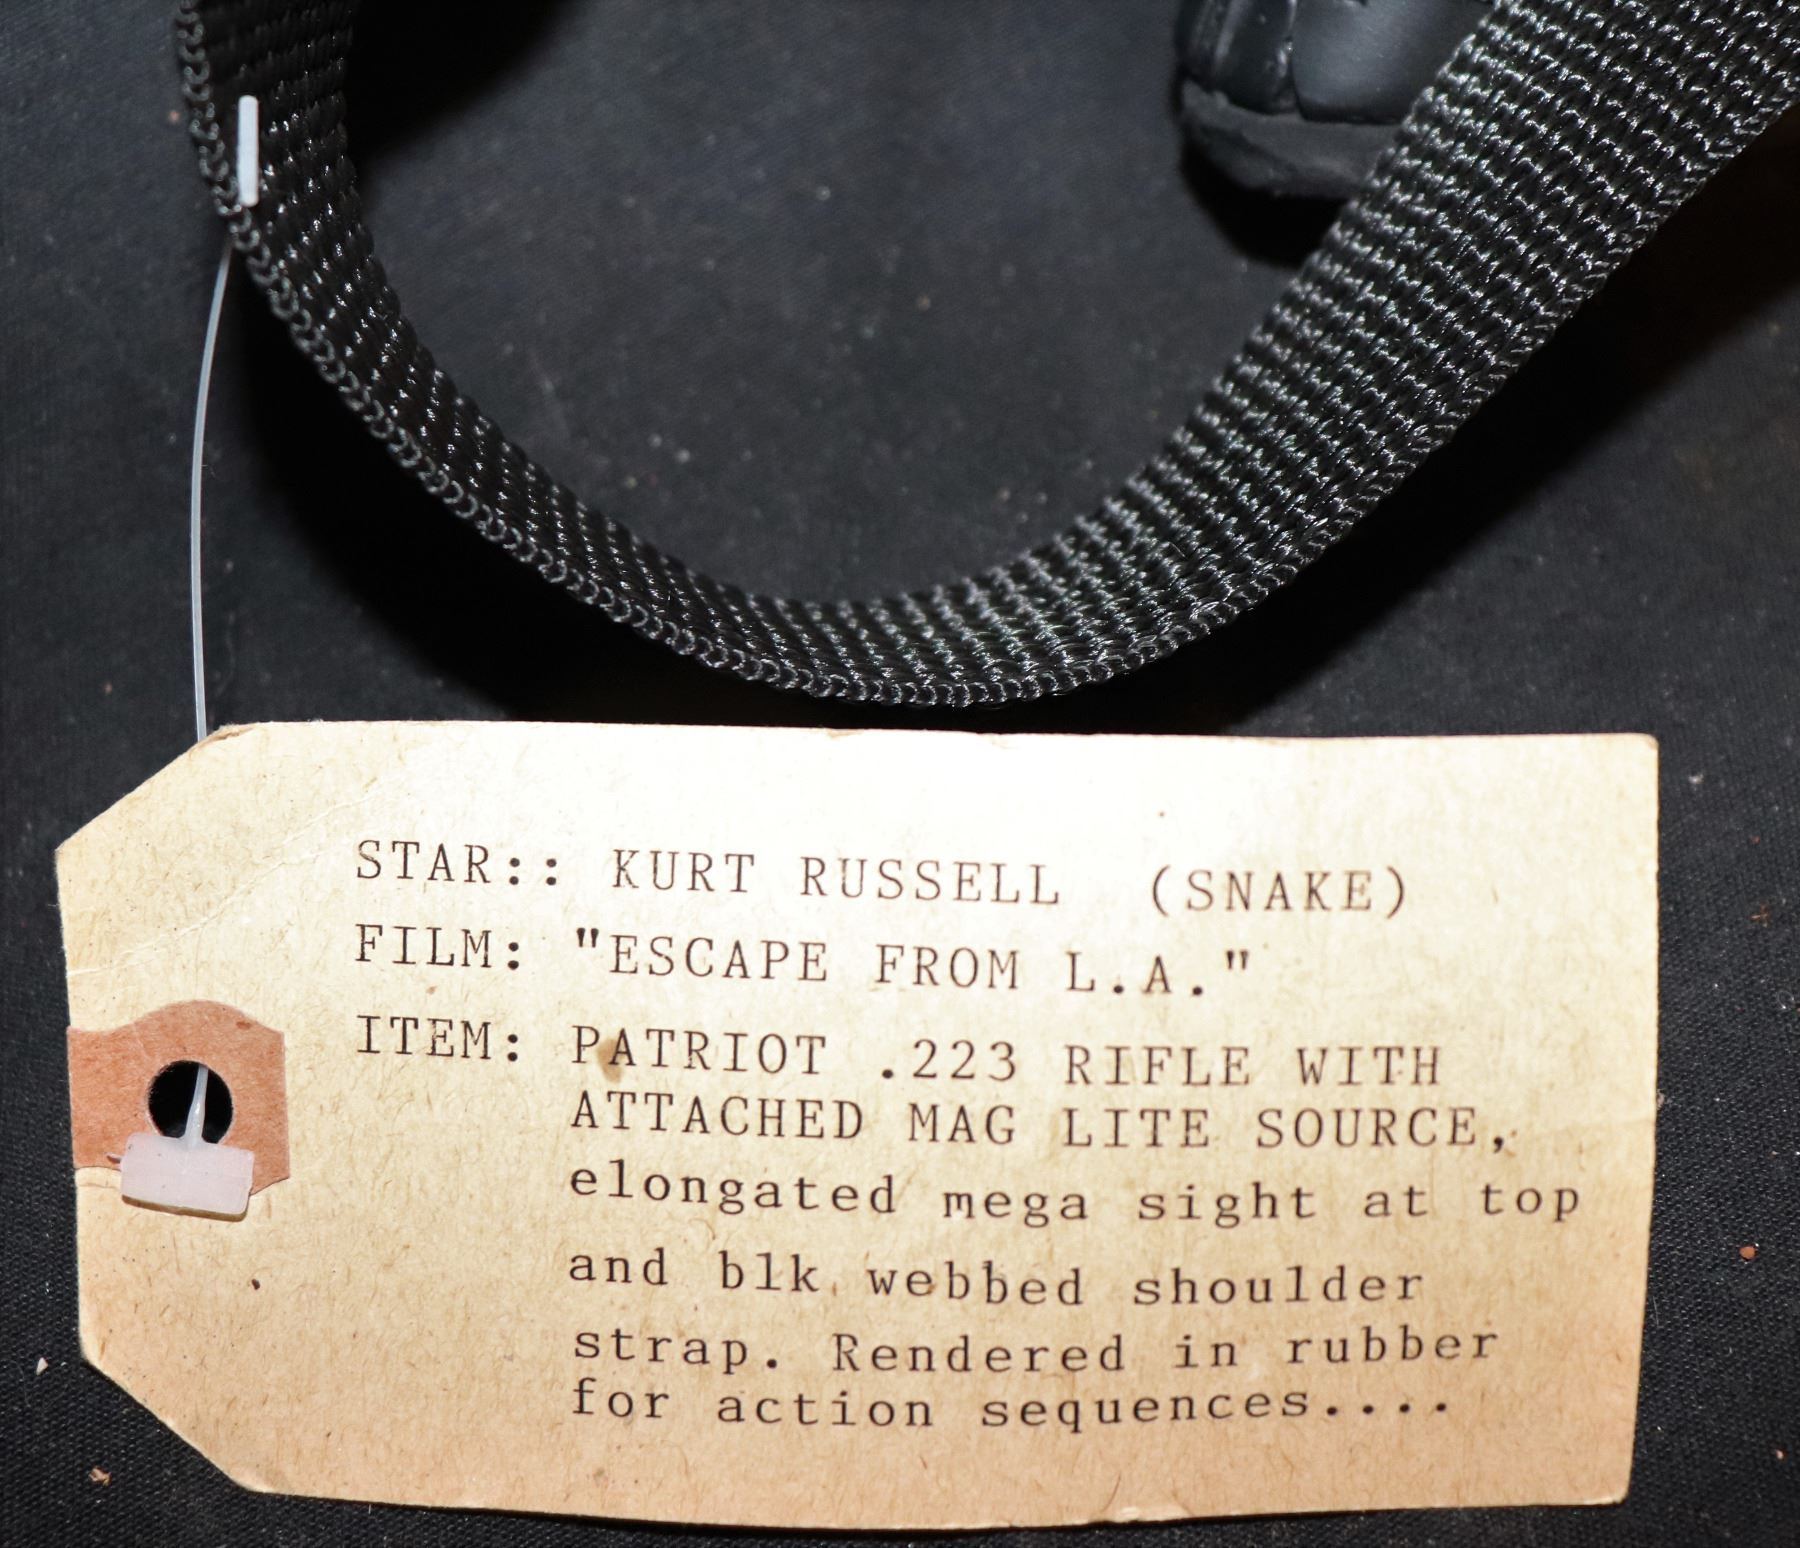 STAR:: KURT RUSSELL (SNAKE)
FILM: "ESCAPE FROM L.A."
ITEM: PATRIOT .223 RIFLE WITH
ATTACHED MAG LITE SOURCE,
elongated mega sight at top
and blk webbed shoulder
strap. Rendered in rubber
for action sequences....